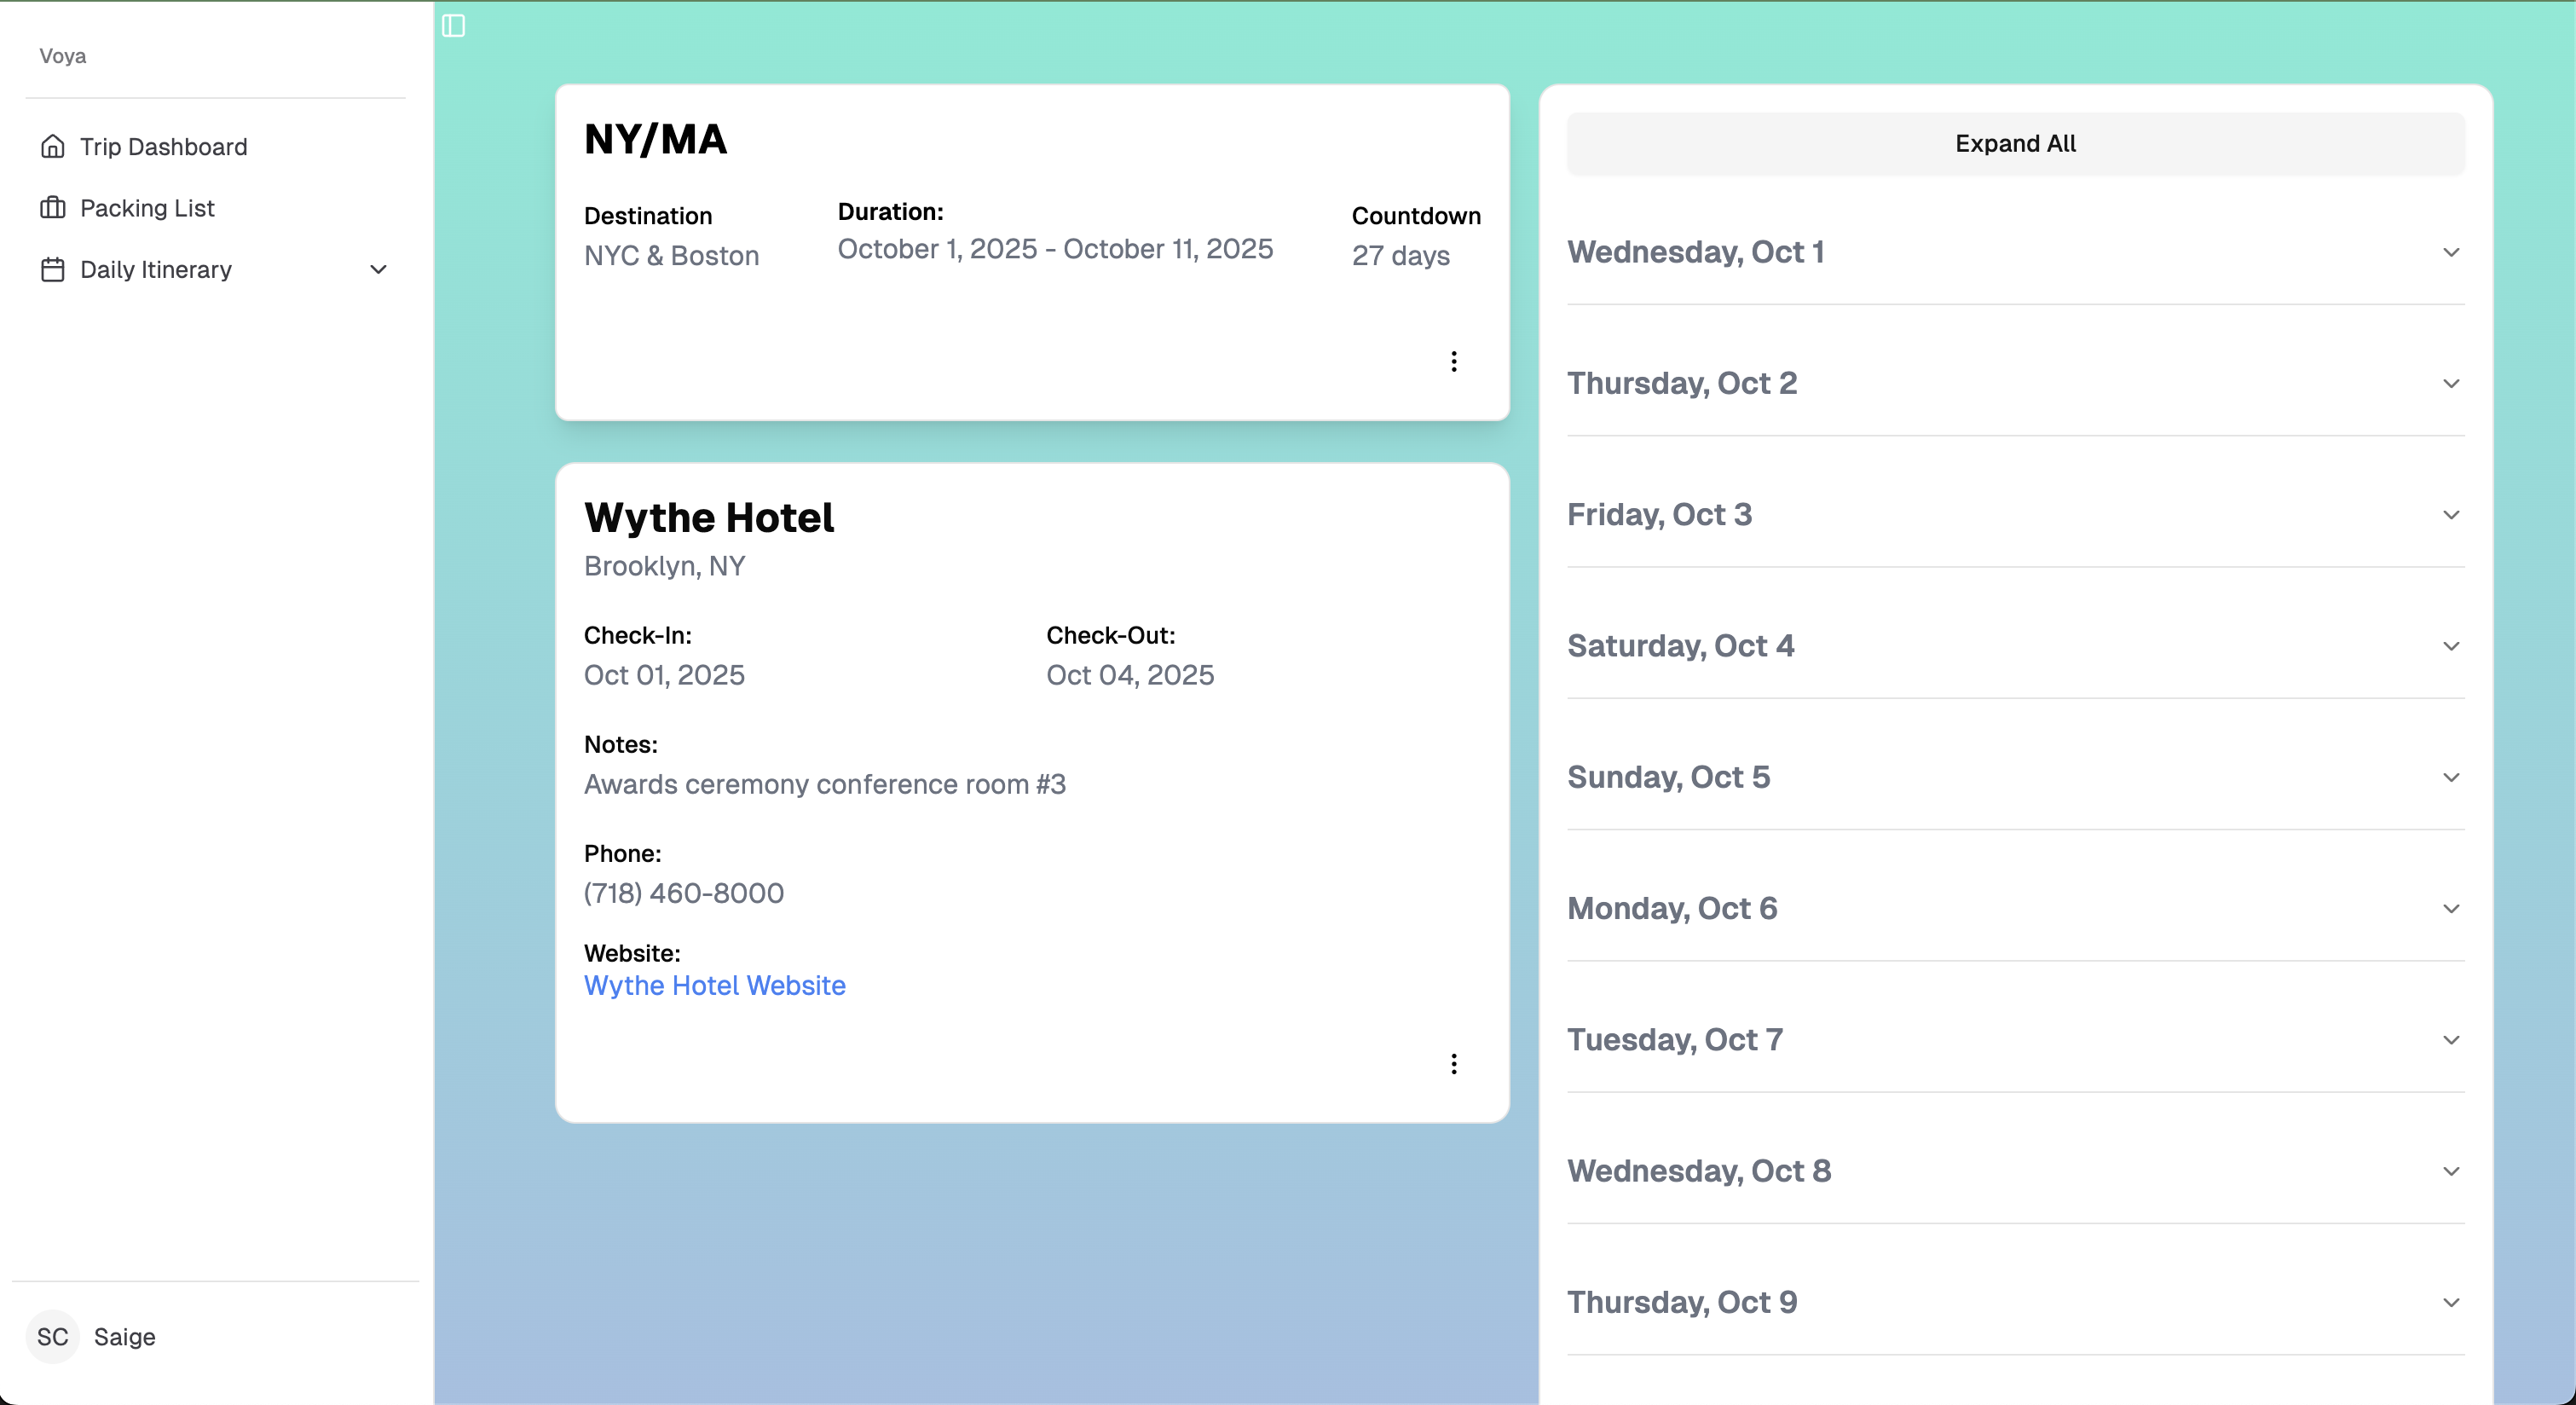 Voya
Trip Dashboard
Packing List
Daily Itinerary
SC
Saige
NY/MA
Destination
NYC & Boston
Duration:
October 1, 2025 - October 11, 2025
Countdown
27 days
Wythe Hotel
Brooklyn, NY
Check-In:
Oct 01, 2025
Check-Out:
Oct 04, 2025
Notes:
Awards ceremony conference room #3
Phone:
(718) 460-8000
Website:
Wythe Hotel Website
Expand All
Wednesday, Oct 1
Thursday, Oct 2
Friday, Oct 3
Saturday, Oct 4
Sunday, Oct 5
Monday, Oct 6
Tuesday, Oct 7
Wednesday, Oct 8
Thursday, Oct 9